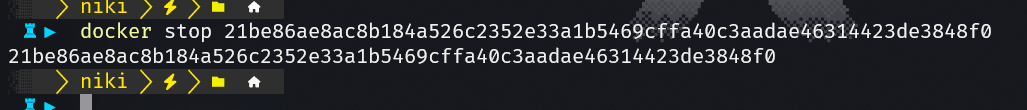 niki
docker stop 21be86ae8ac8b184a526c2352e33a1b5469cffa40c3aadae46314423de3848f0
21be86ae8ac8b184a526c2352e33a1b5469cffa40c3aadae46314423de3848f0
niki